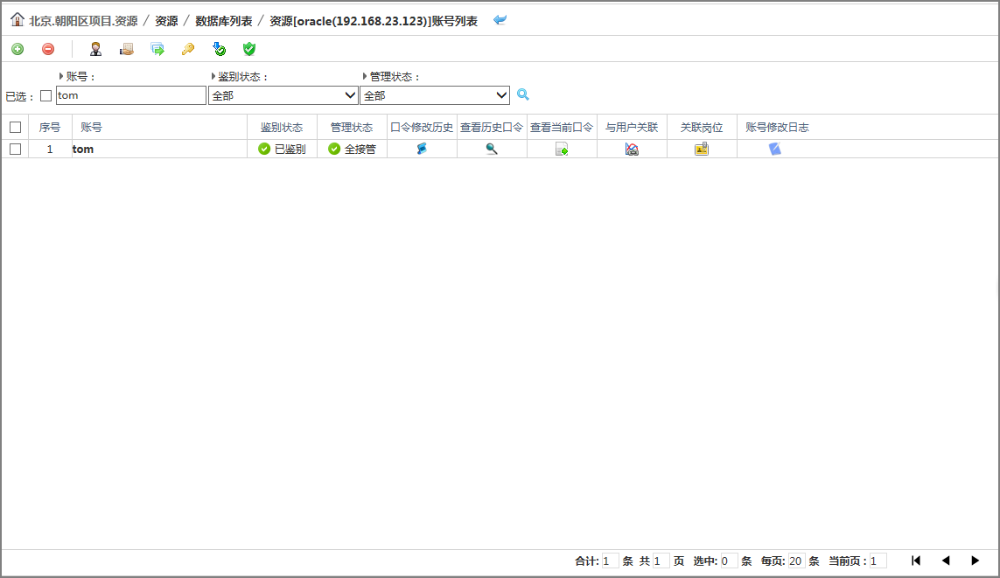 北京.朝阳区项目.资源 / 资源 / 数据库列表 / 资源[oracle(192.168.23.123)]账号列表
账号： 鉴别状态： 管理状态：
已选： tom 全部 全部
序号 账号 鉴别状态 管理状态 口令修改历史 查看历史口令 查看当前口令 与用户关联 关联岗位 账号修改日志
1 tom 已鉴别 全接管
合计: 1 条 共 1 页 选中: 0 条 每页: 20 条 当前页 : 1